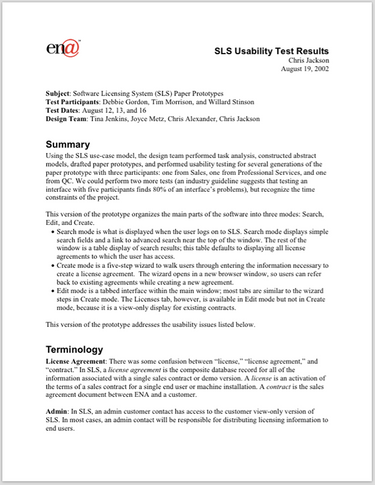 ena
SLS Usability Test Results
Chris Jackson
August 19, 2002
Subject: Software Licensing System (SLS) Paper Prototypes
Test Participants: Debbie Gordon, Tim Morrison, and Willard Stinson
Test Dates: August 12, 13, and 16
Design Team: Tina Jenkins, Joyce Metz, Chris Alexander, Chris Jackson
Summary
Using the SLS use-case model, the design team performed task analysis, constructed abstract
models, drafted paper prototypes, and performed usability testing for several generations of the
paper prototype with three participants: one from Sales, one from Professional Services, and one
from QC. We could perform two more tests (an industry guideline suggests that testing an
interface with five participants finds 80% of an interface's problems), but recognize the time
constraints of the project.
This version of the prototype organizes the main parts of the software into three modes: Search,
Edit, and Create.
• Search mode is what is displayed when the user logs on to SLS. Search mode displays simple
search fields and a link to advanced search near the top of the window. The rest of the
window is a table display of search results; this table defaults to displaying all license
agreements to which the user has access.
• Create mode is a five-step wizard to walk users through entering the information necessary to
create a license agreement. The wizard opens in a new browser window, so users can refer
back to existing agreements while creating a new agreement.
• Edit mode is a tabbed interface within the main window; most tabs are similar to the wizard
steps in Create mode. The Licenses tab, however, is available in Edit mode but not in Create
mode, because it is a view-only display for existing contracts.
This version of the prototype addresses the usability issues listed below.
Terminology
License Agreement: There was some confusion between "license," "license agreement," and
"contract." In SLS, a license agreement is the composite database record for all of the
information associated with a single sales contract or demo version. A license is an activation of
the terms of a sales contract for a single end user or machine installation. A contract is the sales
agreement document between ENA and a customer.
Admin: In SLS, an admin customer contact has access to the customer view-only version of
SLS. In most cases, an admin contact will be responsible for distributing licensing information to
end users.